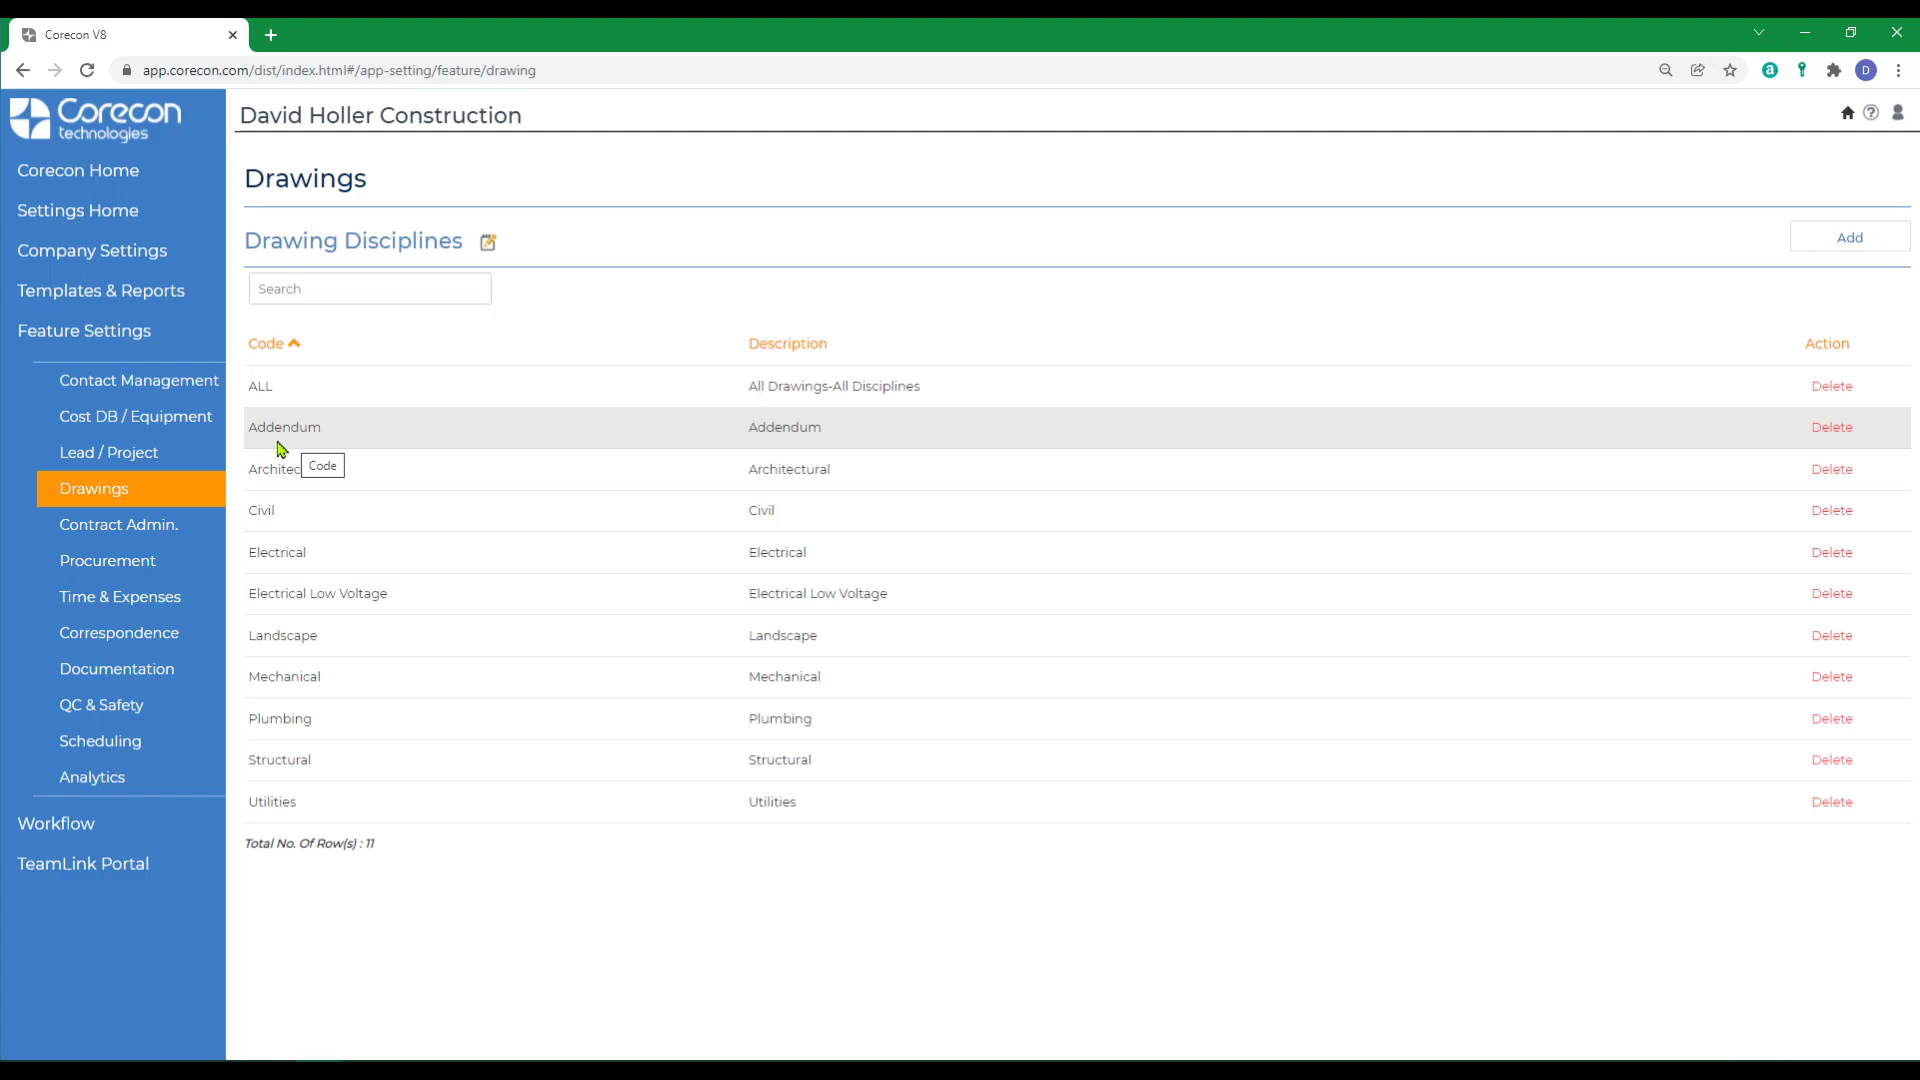 Corecon V8
app.corecon.com/dist/index.html#/app-setting/feature/drawing
a
D
Corecon
technologies
David Holler Construction
Corecon Home
Settings Home
Company Settings
Templates & Reports
Feature Settings
Contact Management
Cost DB / Equipment
Lead / Project
Drawings
Contract Admin.
Procurement
Time & Expenses
Correspondence
Documentation
QC & Safety
Scheduling
Analytics
Workflow
TeamLink Portal
Drawings
Drawing Disciplines
Add
Search
Code Description Action
ALL All Drawings-All Disciplines Delete
Addendum Addendum Delete
Code
Architec Architectural Delete
Civil Civil Delete
Electrical Electrical Delete
Electrical Low Voltage Electrical Low Voltage Delete
Landscape Landscape Delete
Mechanical Mechanical Delete
Plumbing Plumbing Delete
Structural Structural Delete
Utilities Utilities Delete
Total No. Of Row(s) : 11